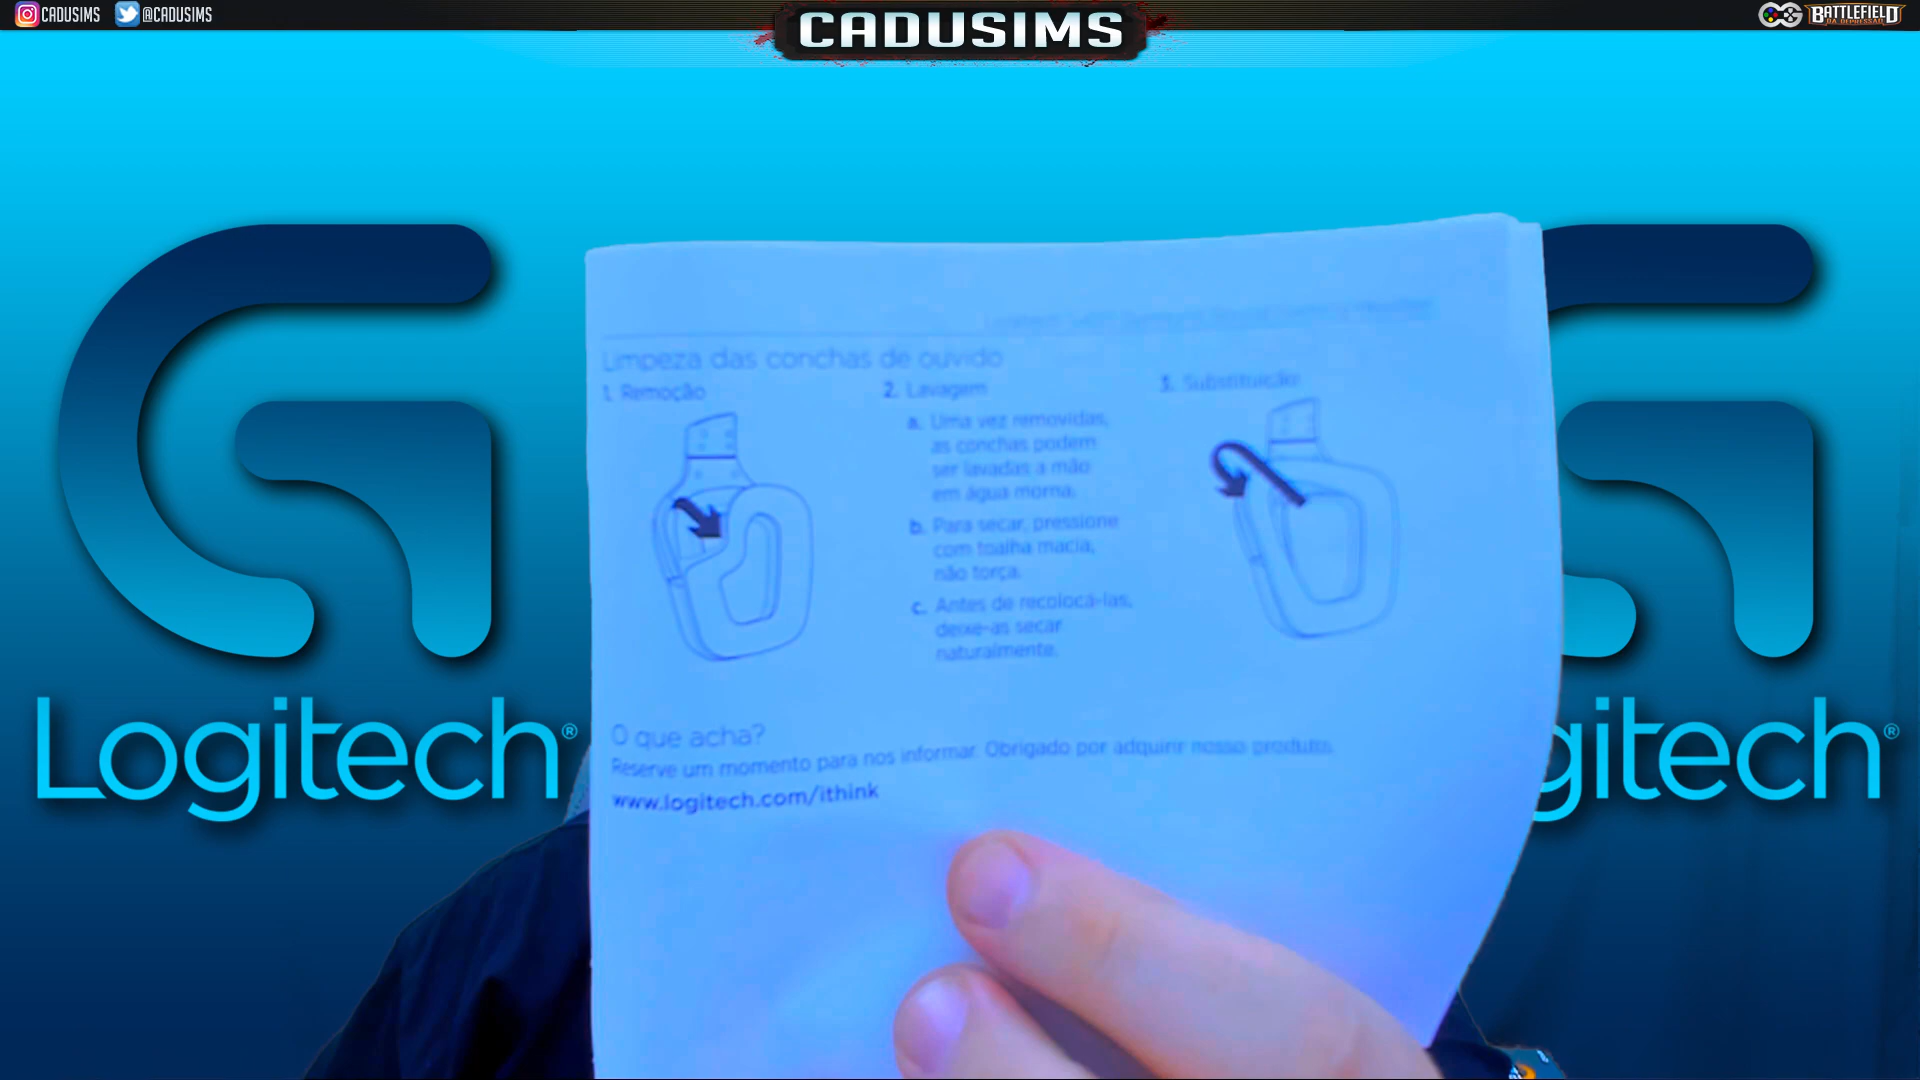 CADUSIMS
@CADUSIMS
CADUSIMS
BATTLEFIELD
DA DEPRESSÃO
Logitech®
Limpeza das conchas de ouvido
1. Remoção
2. Lavagem
a. Uma vez removidas,
as conchas podem
ser lavadas a mão
em água morna.
b. Para secar, pressione
com toalha macia,
não torça.
c. Antes de recolocá-las,
deixe-as secar
naturalmente.
3. Substituição
O que acha?
Reserve um momento para nos informar. Obrigado por adquirir nosso produto.
www.logitech.com/ithink
gitech®